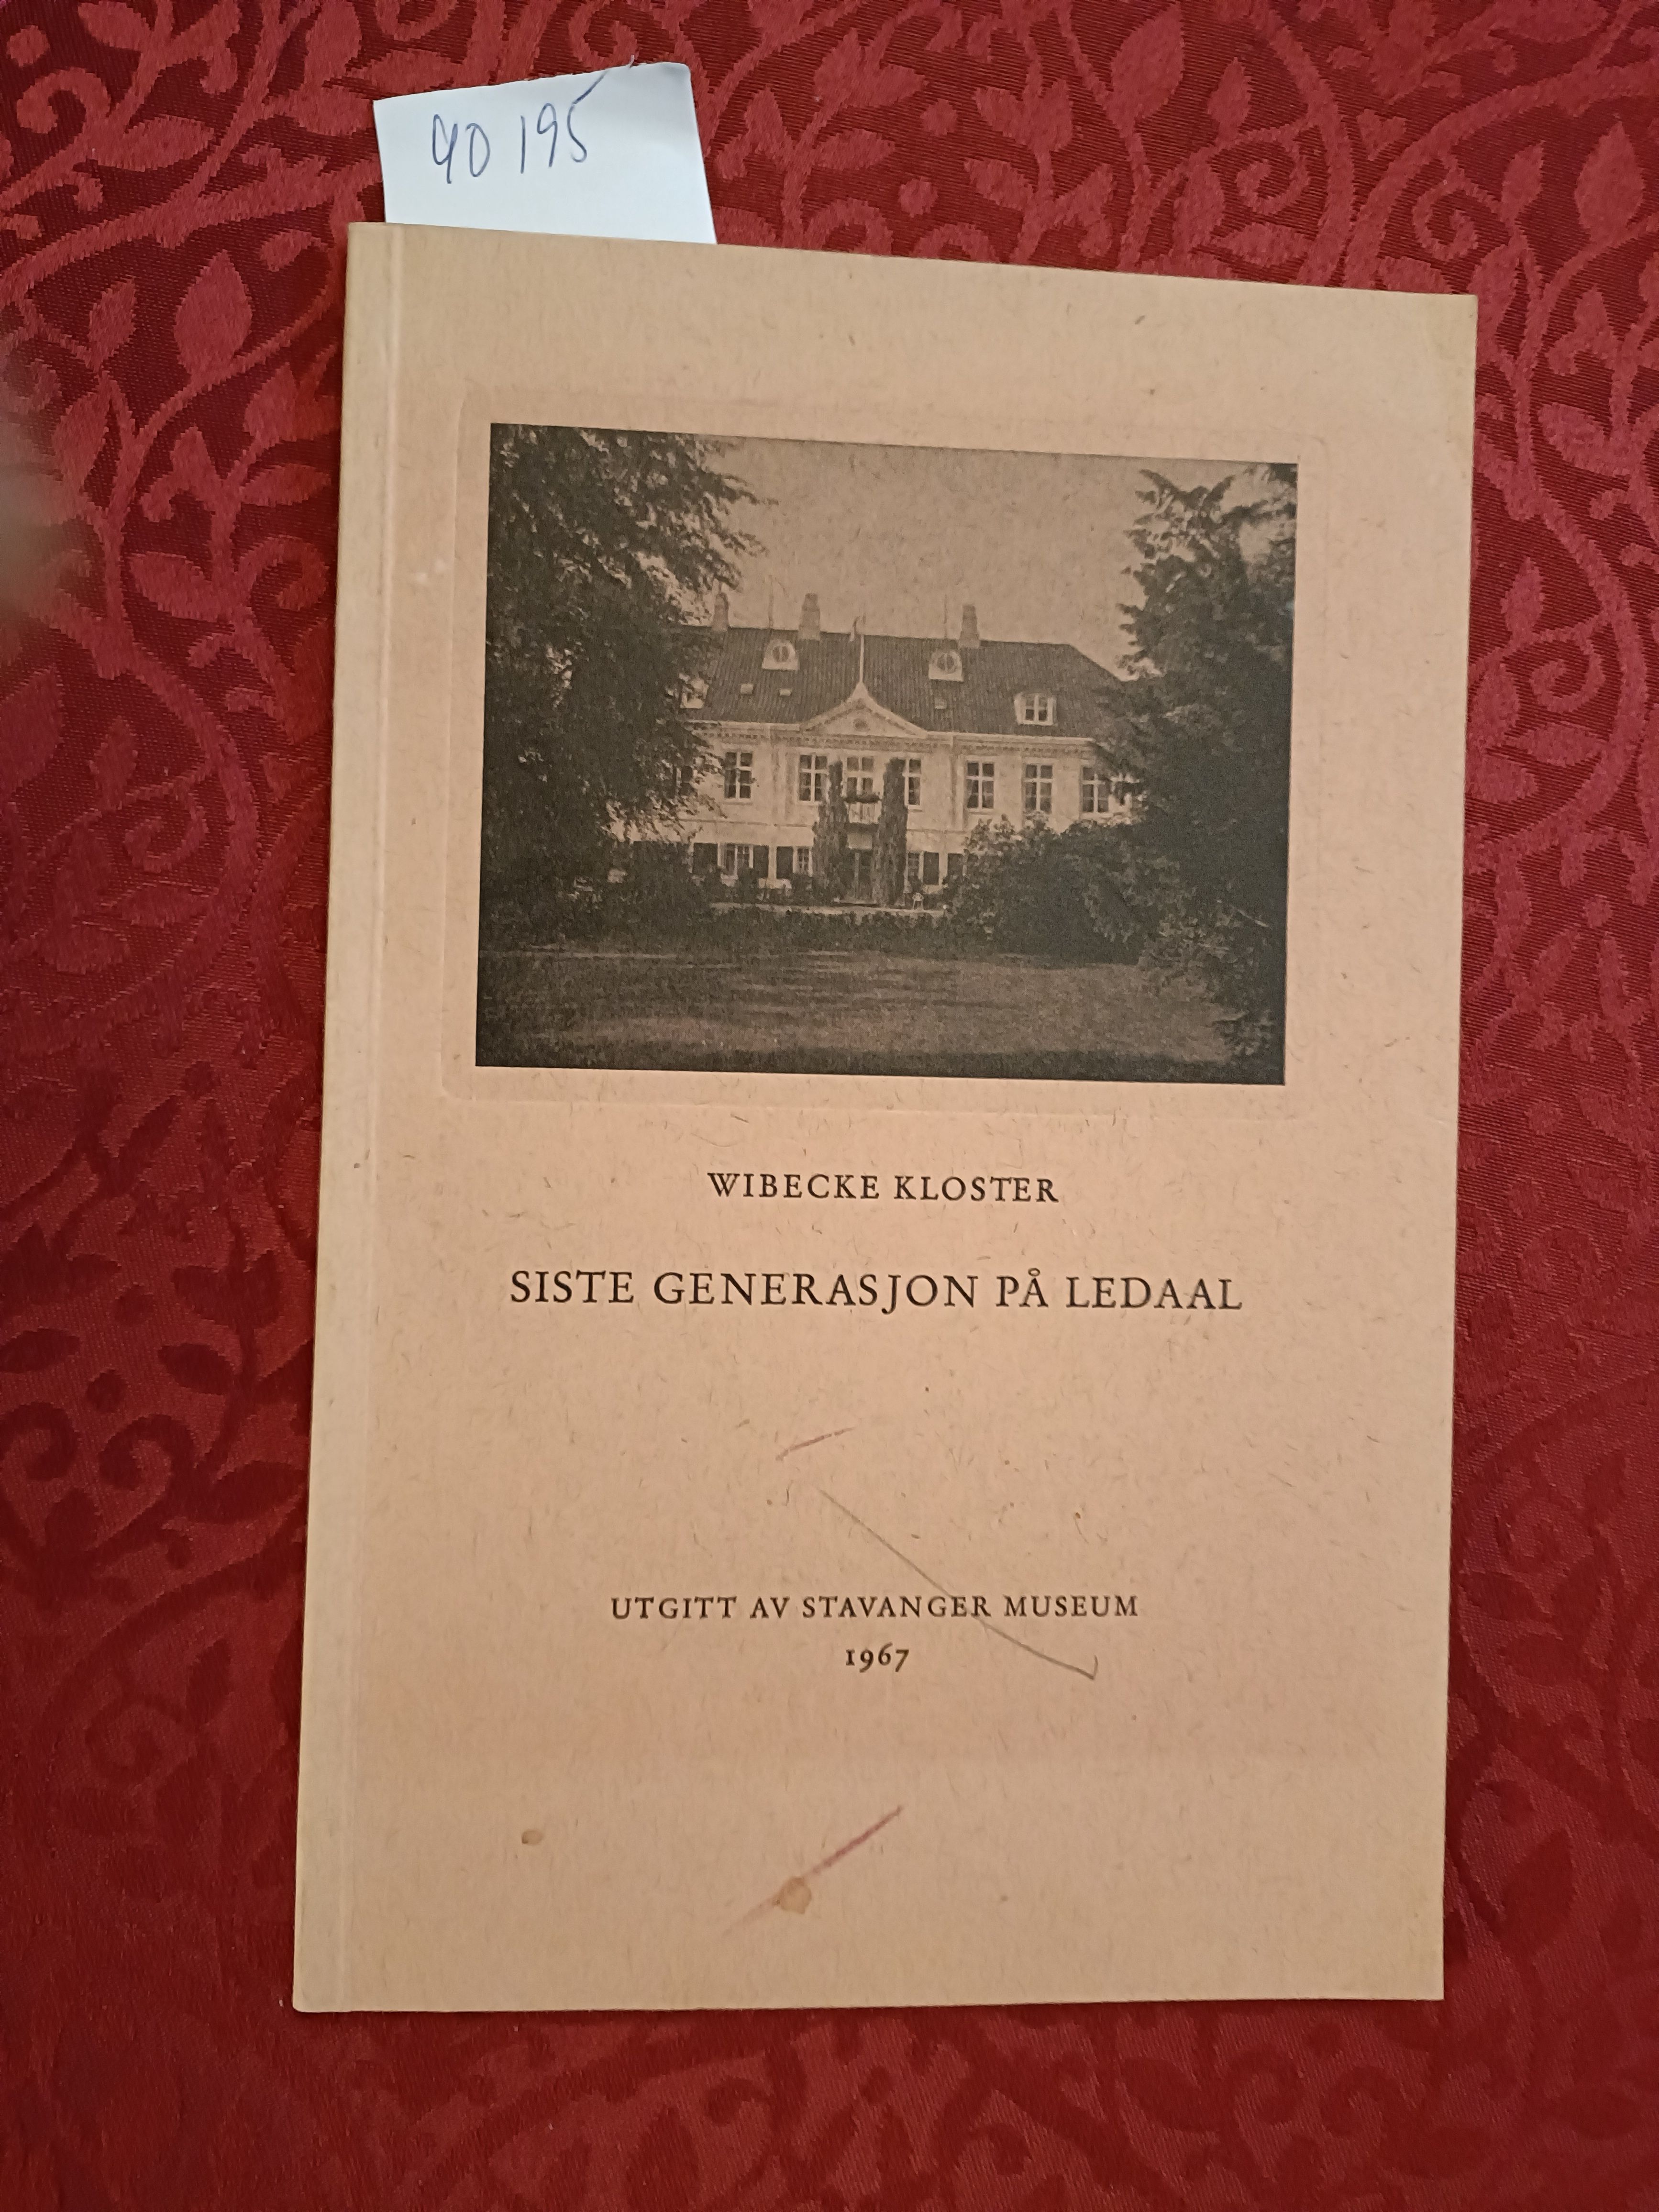 40 195
WIBECKE KLOSTER
SISTE GENERASJON PÅ LEDAAL
UTGITT AV STAVANGER MUSEUM
1967